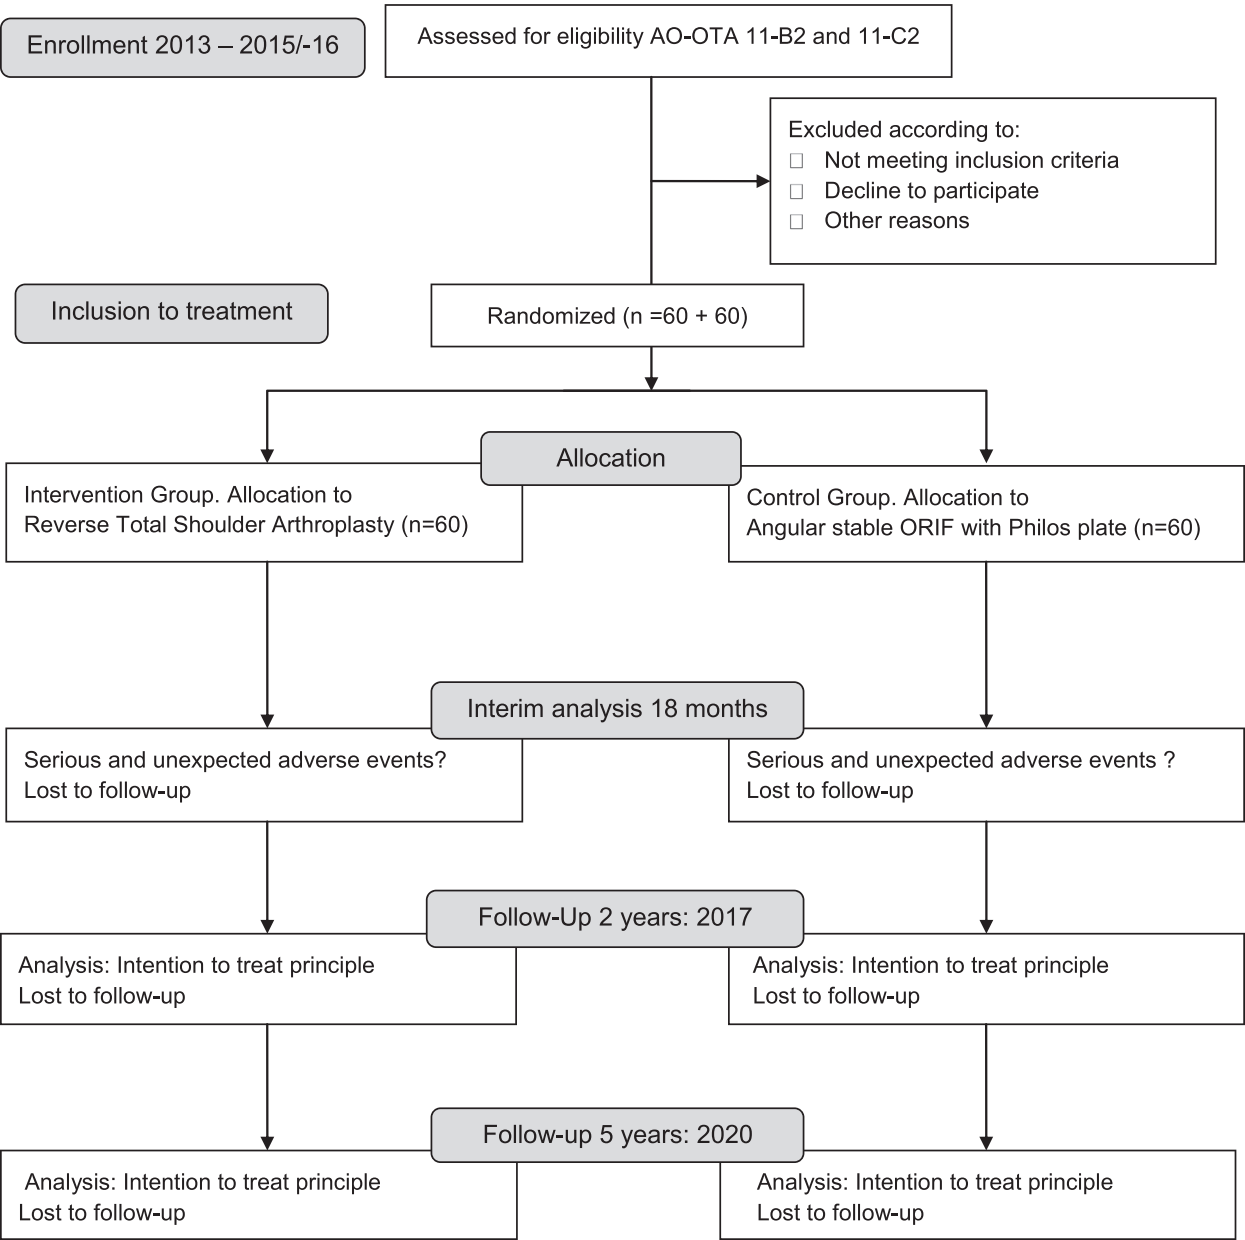 Enrollment 2013 – 2015/-16
Assessed for eligibility AO-OTA 11-B2 and 11-C2
Excluded according to:
Not meeting inclusion criteria
Decline to participate
Other reasons
Inclusion to treatment
Randomized (n =60 + 60)
Allocation
Intervention Group. Allocation to
Reverse Total Shoulder Arthroplasty (n=60)
Control Group. Allocation to
Angular stable ORIF with Philos plate (n=60)
Interim analysis 18 months
Serious and unexpected adverse events?
Lost to follow-up
Serious and unexpected adverse events ?
Lost to follow-up
Follow-Up 2 years: 2017
Analysis: Intention to treat principle
Lost to follow-up
Analysis: Intention to treat principle
Lost to follow-up
Follow-up 5 years: 2020
Analysis: Intention to treat principle
Lost to follow-up
Analysis: Intention to treat principle
Lost to follow-up